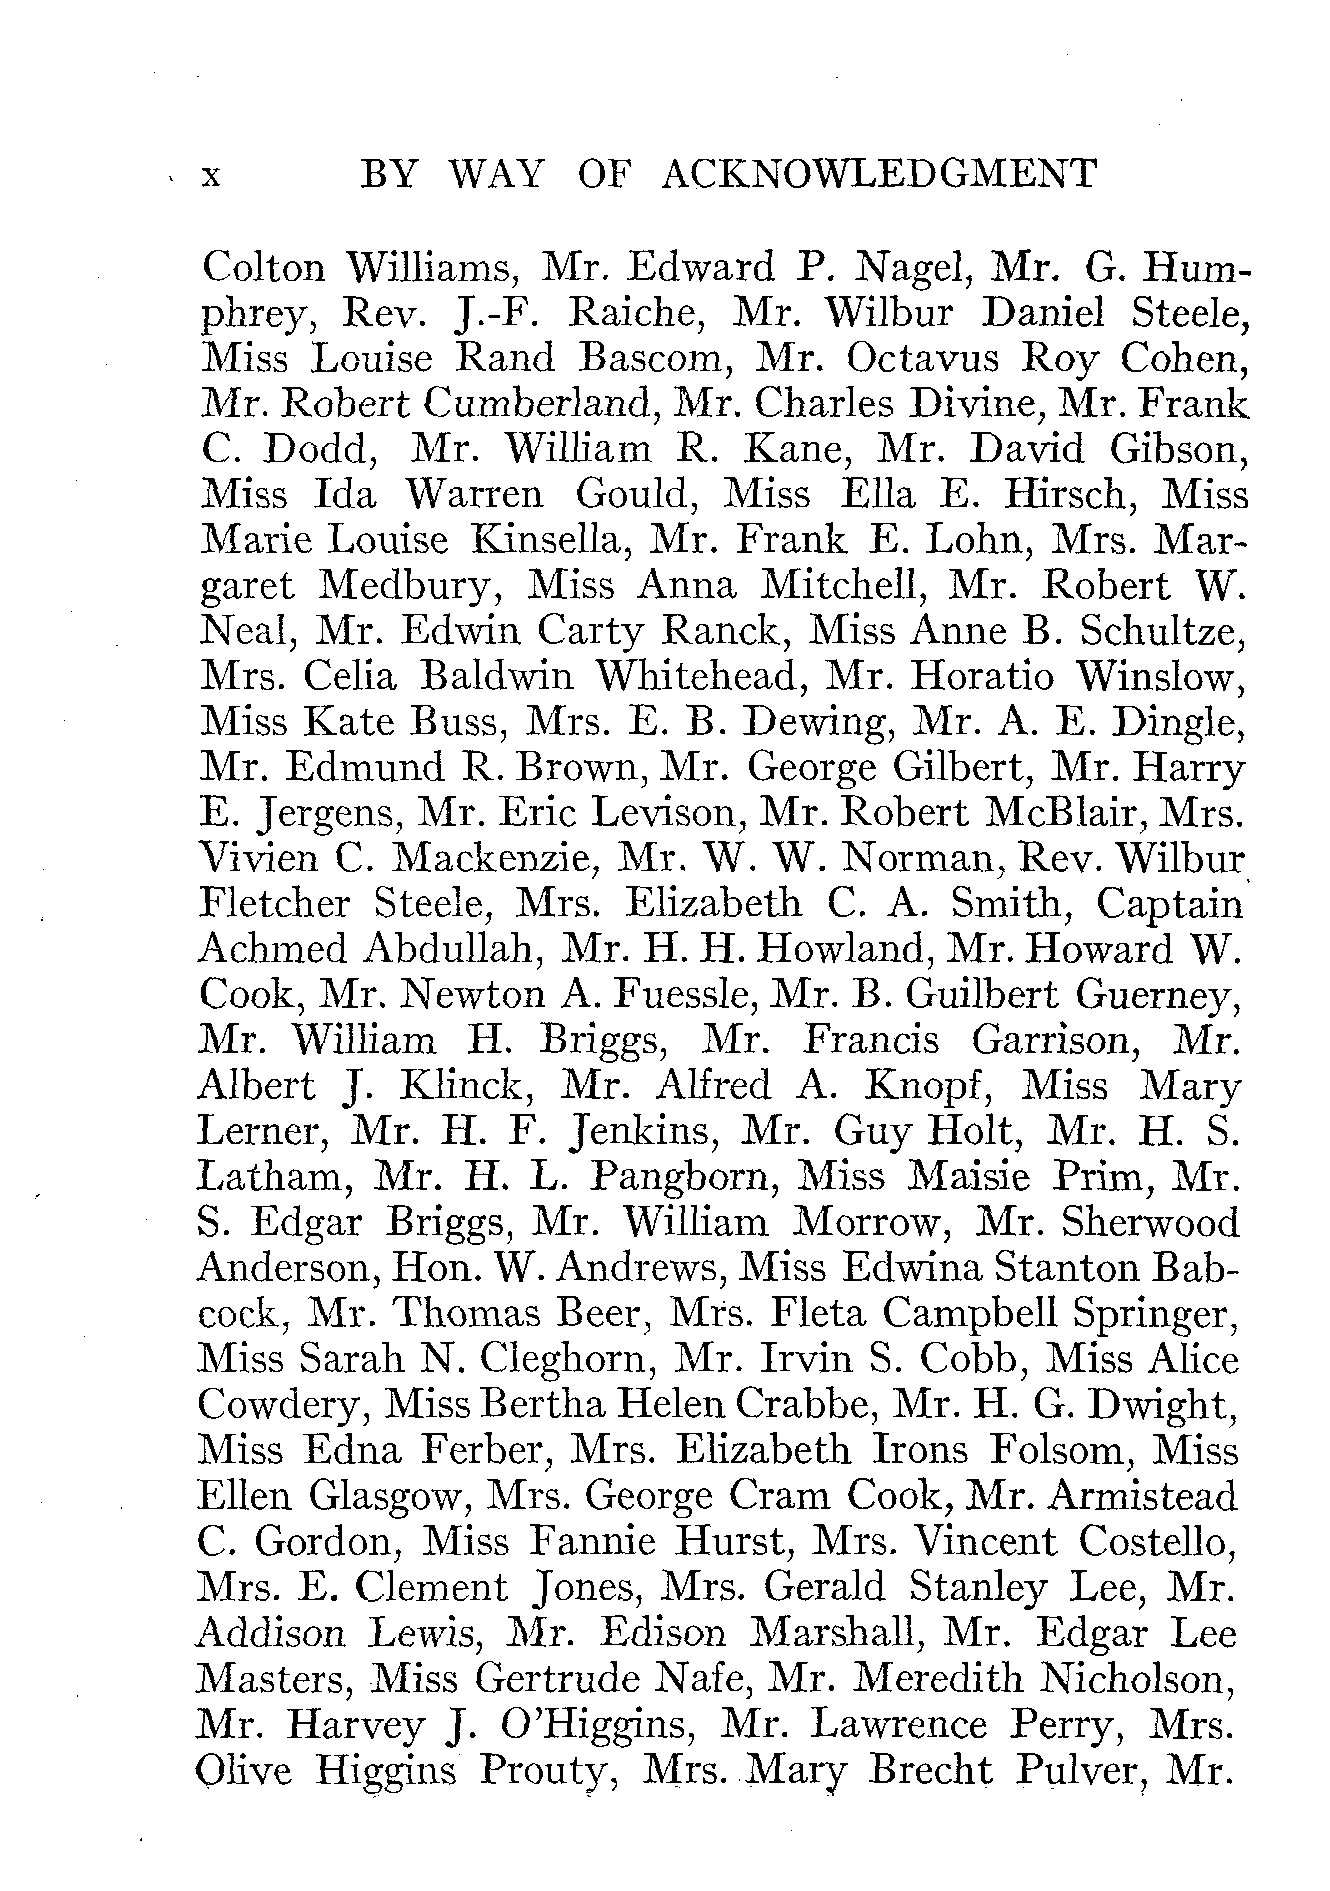 x BY WAY OF ACKNOWLEDGMENT
Colton Williams, Mr. Edward P. Nagel, Mr. G. Hum-
phrey, Rev. J.-F. Raiche, Mr. Wilbur Daniel Steele,
Miss Louise Rand Bascom, Mr. Octavus Roy Cohen,
Mr. Robert Cumberland, Mr. Charles Divine, Mr. Frank
C. Dodd, Mr. William R. Kane, Mr. David Gibson,
Miss Ida Warren Gould, Miss Ella E. Hirsch, Miss
Marie Louise Kinsella, Mr. Frank E. Lohn, Mrs. Mar-
garet Medbury, Miss Anna Mitchell, Mr. Robert W.
Neal, Mr. Edwin Carty Ranck, Miss Anne B. Schultze,
Mrs. Celia Baldwin Whitehead, Mr. Horatio Winslow,
Miss Kate Buss, Mrs. E. B. Dewing, Mr. A. E. Dingle,
Mr. Edmund R. Brown, Mr. George Gilbert, Mr. Harry
E. Jergens, Mr. Eric Levison, Mr. Robert McBlair, Mrs.
Vivien C. Mackenzie, Mr. W. W. Norman, Rev. Wilbur
Fletcher Steele, Mrs. Elizabeth C. A. Smith, Captain
Achmed Abdullah, Mr. H. H. Howland, Mr. Howard W.
Cook, Mr. Newton A. Fuessle, Mr. B. Guilbert Guerney,
Mr. William H. Briggs, Mr. Francis Garrison, Mr.
Albert J. Klinck, Mr. Alfred A. Knopf, Miss Mary
Lerner, Mr. H. F. Jenkins, Mr. Guy Holt, Mr. H. S.
Latham, Mr. H. L. Pangborn, Miss Maisie Prim, Mr.
S. Edgar Briggs, Mr. William Morrow, Mr. Sherwood
Anderson, Hon. W. Andrews, Miss Edwina Stanton Bab-
cock, Mr. Thomas Beer, Mrs. Fleta Campbell Springer,
Miss Sarah N. Cleghorn, Mr. Irvin S. Cobb, Miss Alice
Cowdery, Miss Bertha Helen Crabbe, Mr. H. G. Dwight,
Miss Edna Ferber, Mrs. Elizabeth Irons Folsom, Miss
Ellen Glasgow, Mrs. George Cram Cook, Mr. Armistead
C. Gordon, Miss Fannie Hurst, Mrs. Vincent Costello,
Mrs. E. Clement Jones, Mrs. Gerald Stanley Lee, Mr.
Addison Lewis, Mr. Edison Marshall, Mr. Edgar Lee
Masters, Miss Gertrude Nafe, Mr. Meredith Nicholson,
Mr. Harvey J. O'Higgins, Mr. Lawrence Perry, Mrs.
Olive Higgins Prouty, Mrs. Mary Brecht Pulver, Mr.